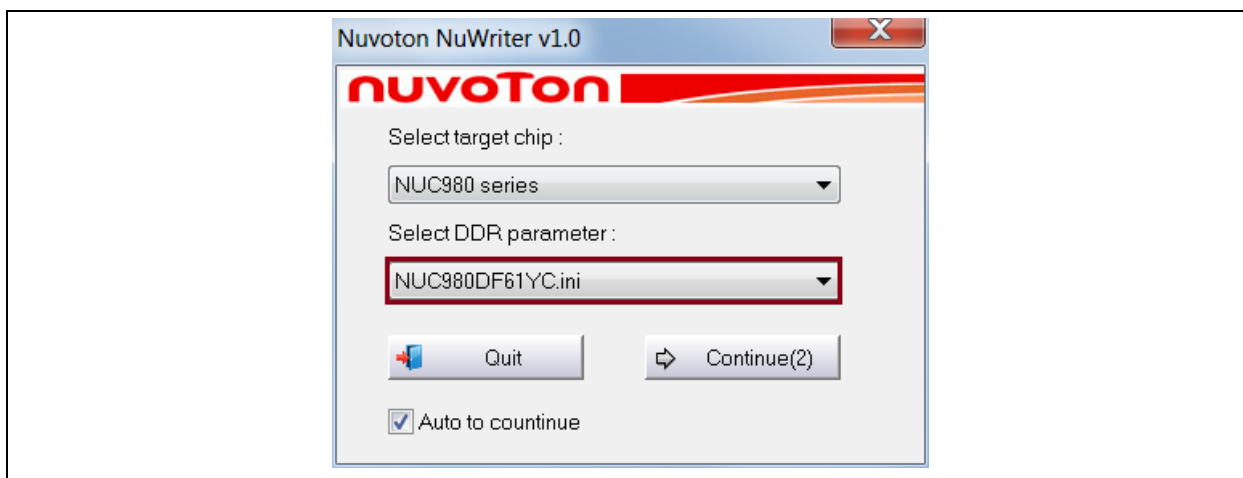 Nuvoton NuWriter v1.0
nuvoTon
Select target chip :
NUC980 series
Select DDR parameter :
NUC980DF61YC.ini
Quit Continue(2)
Auto to countinue